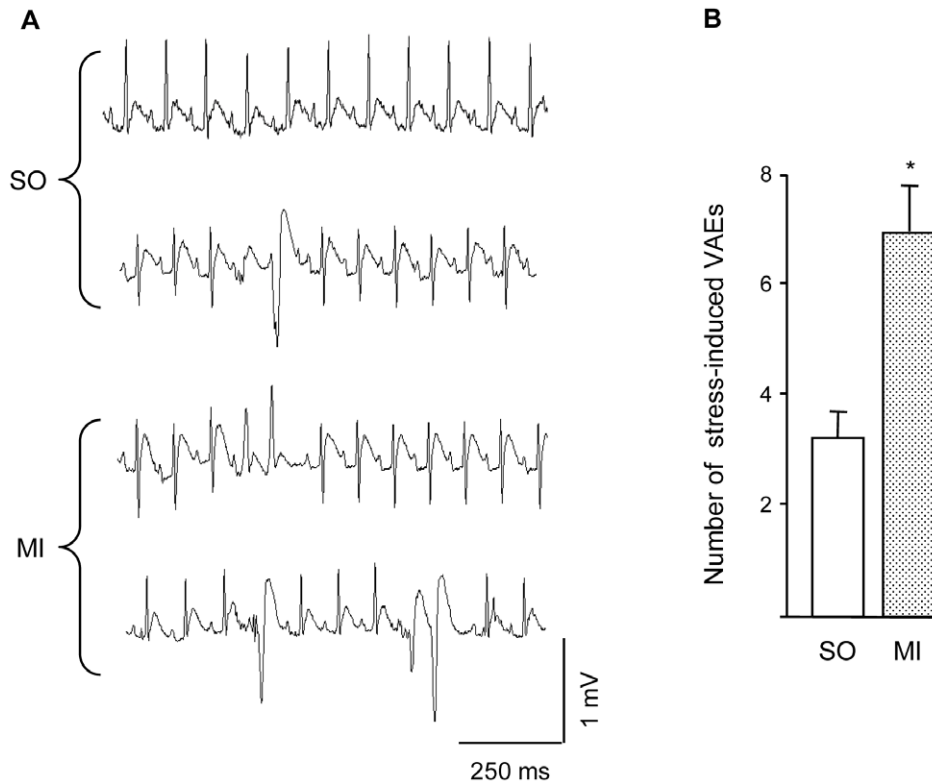 A
SO
MI
1 mV
250 ms
B
Number of stress-induced VAEs
8
*
6
4
2
SO MI